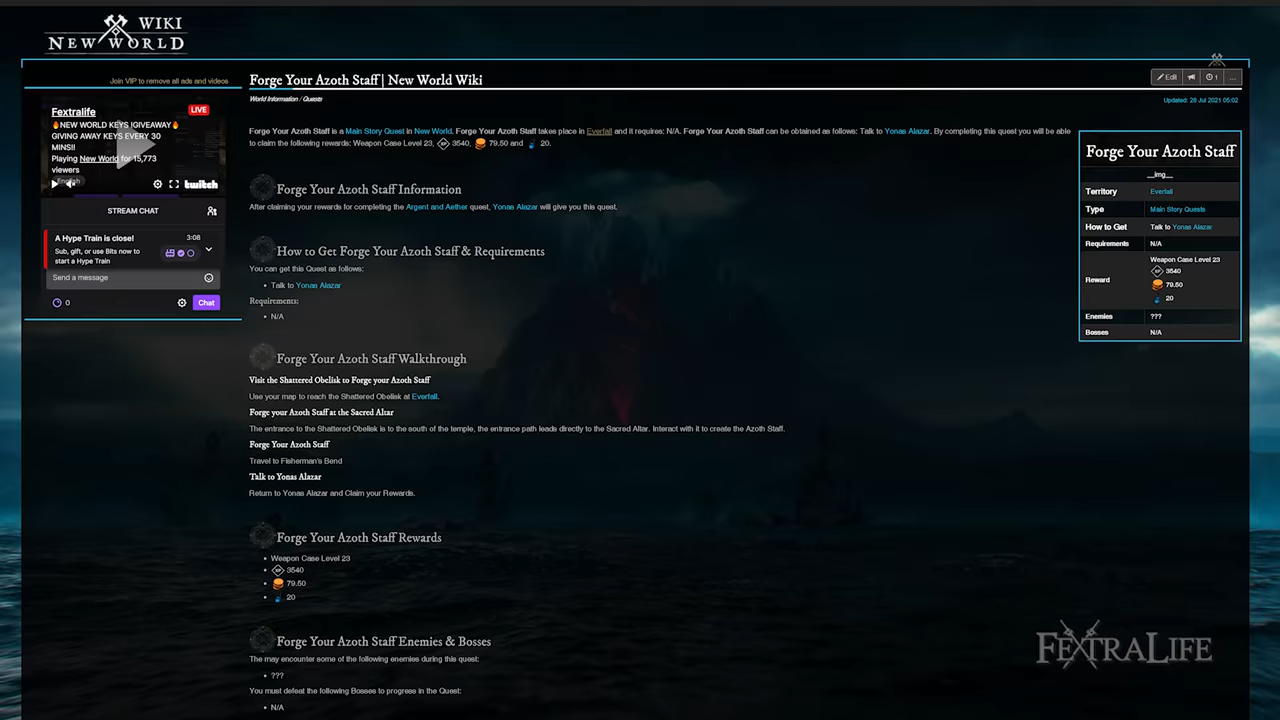 WIKI
NEW WORLD
Join VIP to remove all ads and videos
Fextralife
LIVE
🔥NEW WORLD KEYS !GIVEAWAY🔥
GIVING AWAY KEYS EVERY 30
MINS!!
Playing New World for 15,773
viewers
English
twitch
STREAM CHAT
A Hype Train is close!
3:08
Sub, gift, or use Bits now to
start a Hype Train
Send a message
0
Chat
Forge Your Azoth Staff | New World Wiki
Edit
1
...
World Information / Quests
Updated: 28 Jul 2021 05:02
Forge Your Azoth Staff is a Main Story Quest in New World. Forge Your Azoth Staff takes place in Everfall and it requires: N/A. Forge Your Azoth Staff can be obtained as follows: Talk to Yonas Alazar. By completing this quest you will be able
to claim the following rewards: Weapon Case Level 23, XP 3540, 79.50 and 20.
Forge Your Azoth Staff Information
After claiming your rewards for completing the Argent and Aether quest, Yonas Alazar will give you this quest.
How to Get Forge Your Azoth Staff & Requirements
You can get this Quest as follows;
• Talk to Yonas Alazar
Requirements:
• N/A
Forge Your Azoth Staff Walkthrough
Visit the Shattered Obelisk to Forge your Azoth Staff
Use your map to reach the Shattered Obelisk at Everfall.
Forge your Azoth Staff at the Sacred Altar
The entrance to the Shattered Obelisk is to the south of the temple, the entrance path leads directly to the Sacred Altar. Interact with it to create the Azoth Staff.
Forge Your Azoth Staff
Travel to Fisherman's Bend
Talk to Yonas Alazar
Return to Yonas Alazar and Claim your Rewards.
Forge Your Azoth Staff Rewards
• Weapon Case Level 23
• XP 3540
• 79.50
• 20
Forge Your Azoth Staff Enemies & Bosses
The may encounter some of the following enemies during this quest:
• ???
You must defeat the following Bosses to progress in the Quest:
• N/A
Forge Your Azoth Staff
__img__
Territory Everfall
Type Main Story Quests
How to Get Talk to Yonas Alazar
Requirements N/A
Reward
Weapon Case Level 23
XP 3540
79.50
20
Enemies ???
Bosses N/A
FEXTRALIFE